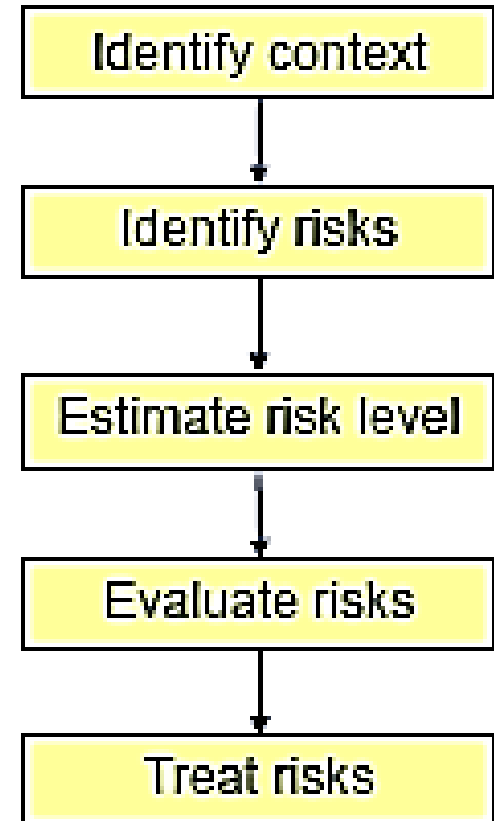 Identify context
Identify risks
Estimate risk level
Evaluate risks
Treat risks